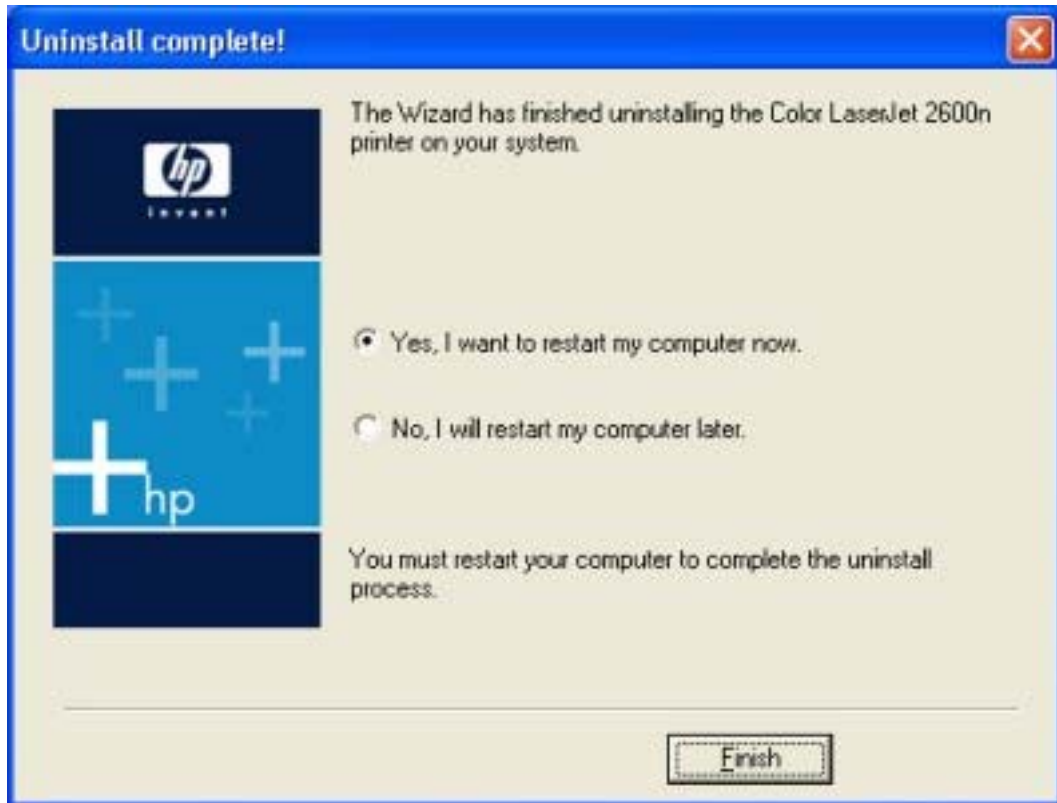 Uninstall complete!
The Wizard has finished uninstalling the Color LaserJet 2600n
printer on your system.
hp
invent
Yes, I want to restart my computer now.
No, I will restart my computer later.
hp
You must restart your computer to complete the uninstall
process.
Finish